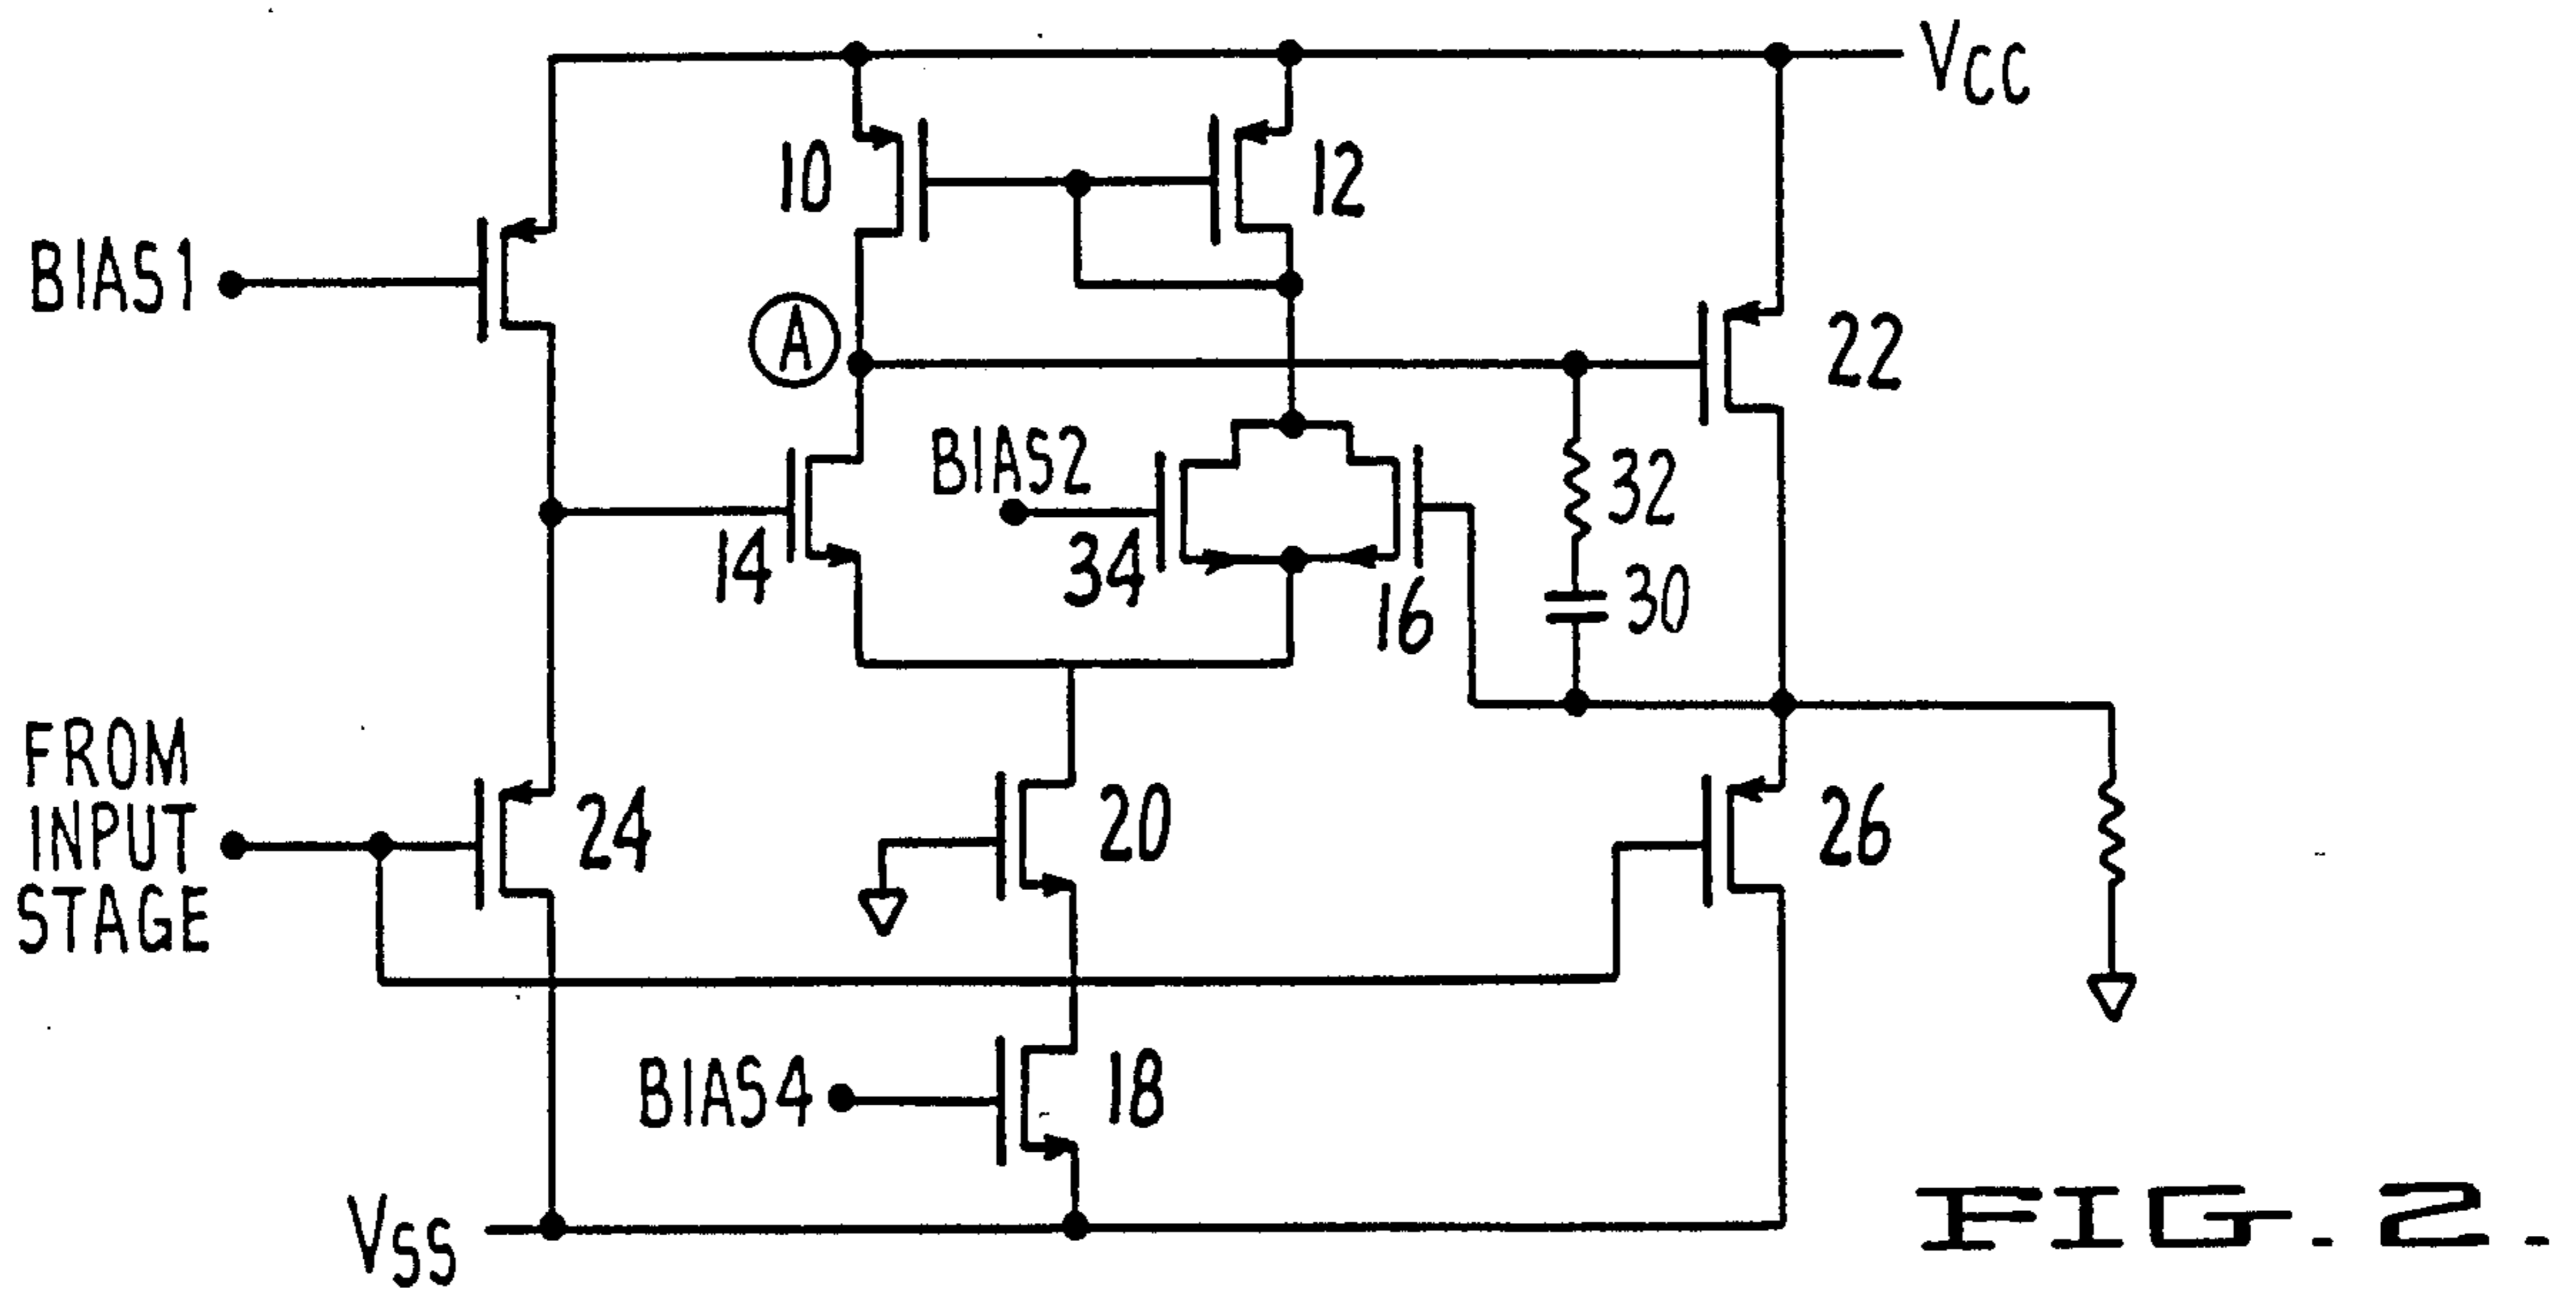 VCC
10
12
BIAS1
A
22
BIAS2
32
14
34
16
30
FROM
INPUT
STAGE
24
20
26
BIAS4
18
VSS
FIG. 2.